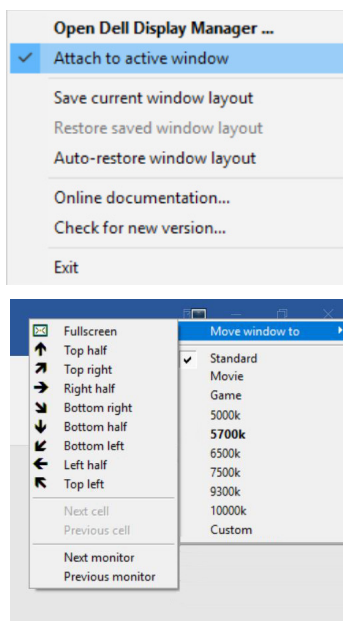 Open Dell Display Manager ...
Attach to active window
Save current window layout
Restore saved window layout
Auto-restore window layout
Online documentation...
Check for new version...
Exit
Move window to
Fullscreen
Top half
Top right
Right half
Bottom right
Bottom half
Bottom left
Left half
Top left
Next cell
Previous cell
Next monitor
Previous monitor
Standard
Movie
Game
5000k
5700k
6500k
7500k
9300k
10000k
Custom